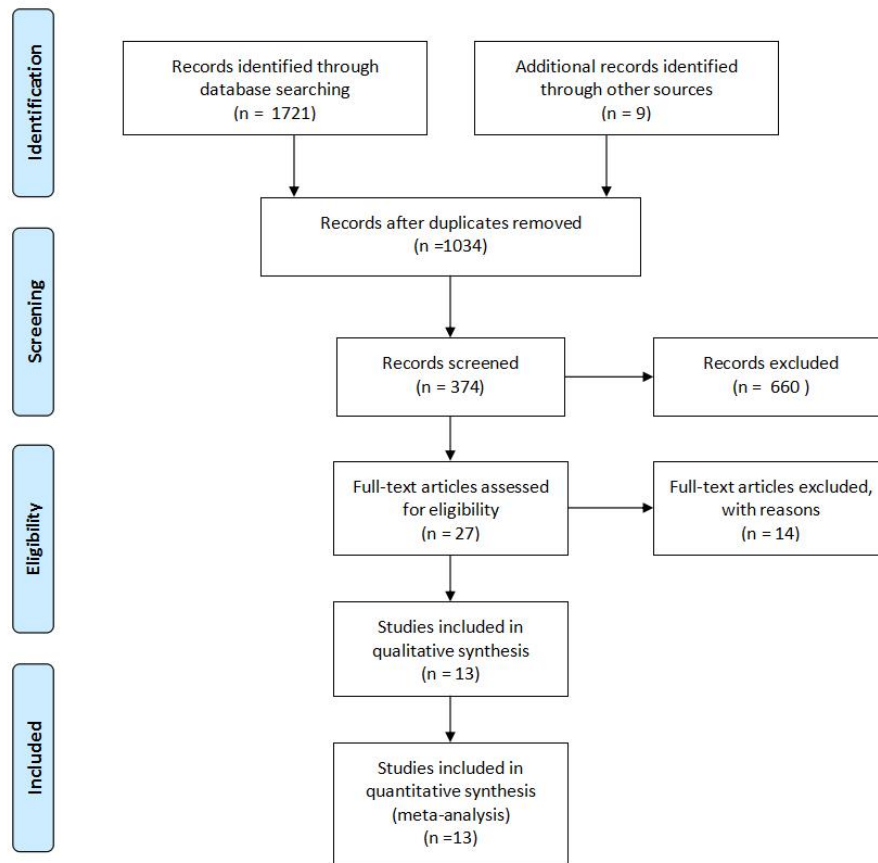 Identification
Records identified through
database searching
(n = 1721)
Additional records identified
through other sources
(n = 9)
Records after duplicates removed
(n =1034)
Screening
Records screened
(n = 374)
Records excluded
(n = 660 )
Eligibility
Full-text articles assessed
for eligibility
(n = 27)
Full-text articles excluded,
with reasons
(n = 14)
Studies included in
qualitative synthesis
(n = 13)
Included
Studies included in
quantitative synthesis
(meta-analysis)
(n =13)